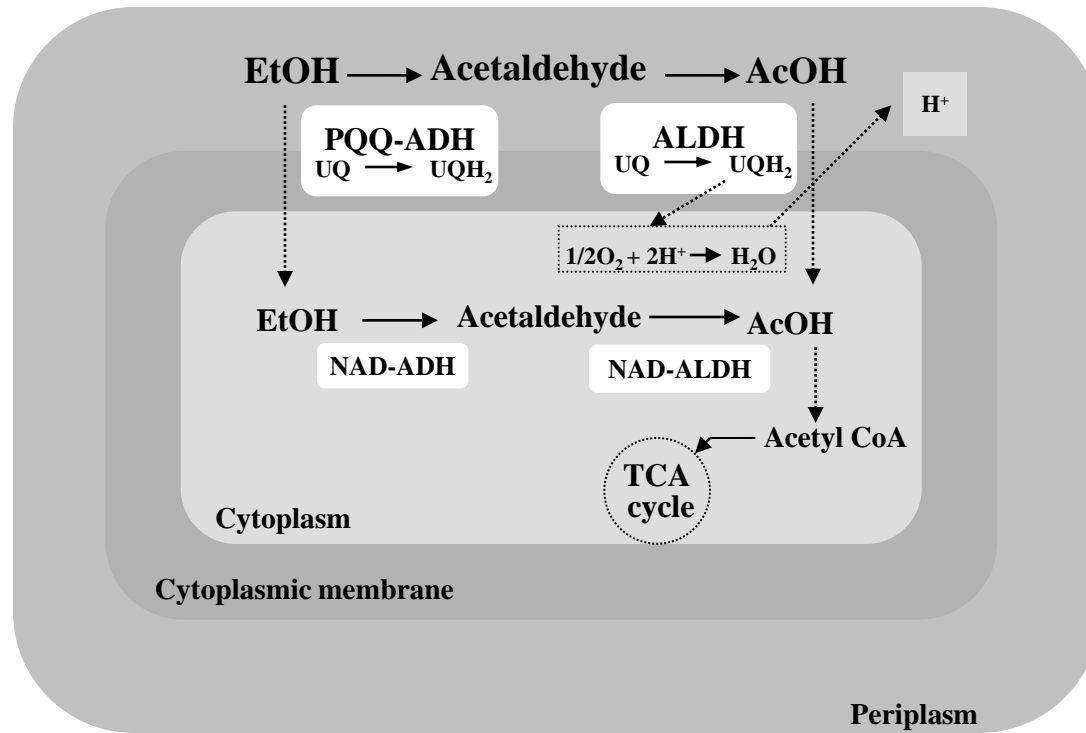 EtOH → Acetaldehyde → AcOH
H⁺
PQQ-ADH
UQ → UQH₂
ALDH
UQ → UQH₂
1/2O₂ + 2H⁺ → H₂O
EtOH → Acetaldehyde → AcOH
NAD-ADH
NAD-ALDH
Acetyl CoA
TCA
cycle
Cytoplasm
Cytoplasmic membrane
Periplasm